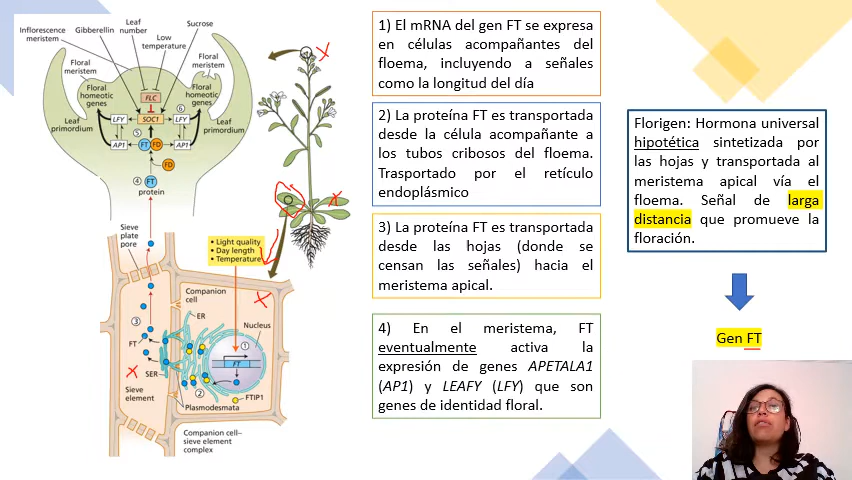 Inflorescence
meristem
Gibberellin
Leaf
number
Sucrose
Low
temperature
Floral
meristem
Floral
meristem
Floral
homeotic
genes
Floral
homeotic
genes
FLC
LFY
SOC1
LFY
⑥
Leaf
primordium
Leaf
primordium
⑤
AP1
FT
FD
AP1
FD
④
FT
protein
Sieve
plate
pore
• Light quality
• Day length
• Temperature
Companion
cell
ER
Nucleus
③
①
FT
FT
SER
②
FTIP1
Sieve
element
Plasmodesmata
Companion cell–
sieve element
complex
1) El mRNA del gen FT se expresa
en células acompañantes del
floema, incluyendo a señales
como la longitud del día
2) La proteína FT es transportada
desde la célula acompañante a
los tubos cribosos del floema.
Trasportado por el retículo
endoplásmico
3) La proteína FT es transportada
desde las hojas (donde se
censan las señales) hacia el
meristema apical.
4) En el meristema, FT
eventualmente activa la
expresión de genes APETALA1
(AP1) y LEAFY (LFY) que son
genes de identidad floral.
Florigen: Hormona universal
hipotética sintetizada por
las hojas y transportada al
meristema apical vía el
floema. Señal de larga
distancia que promueve la
floración.
Gen FT